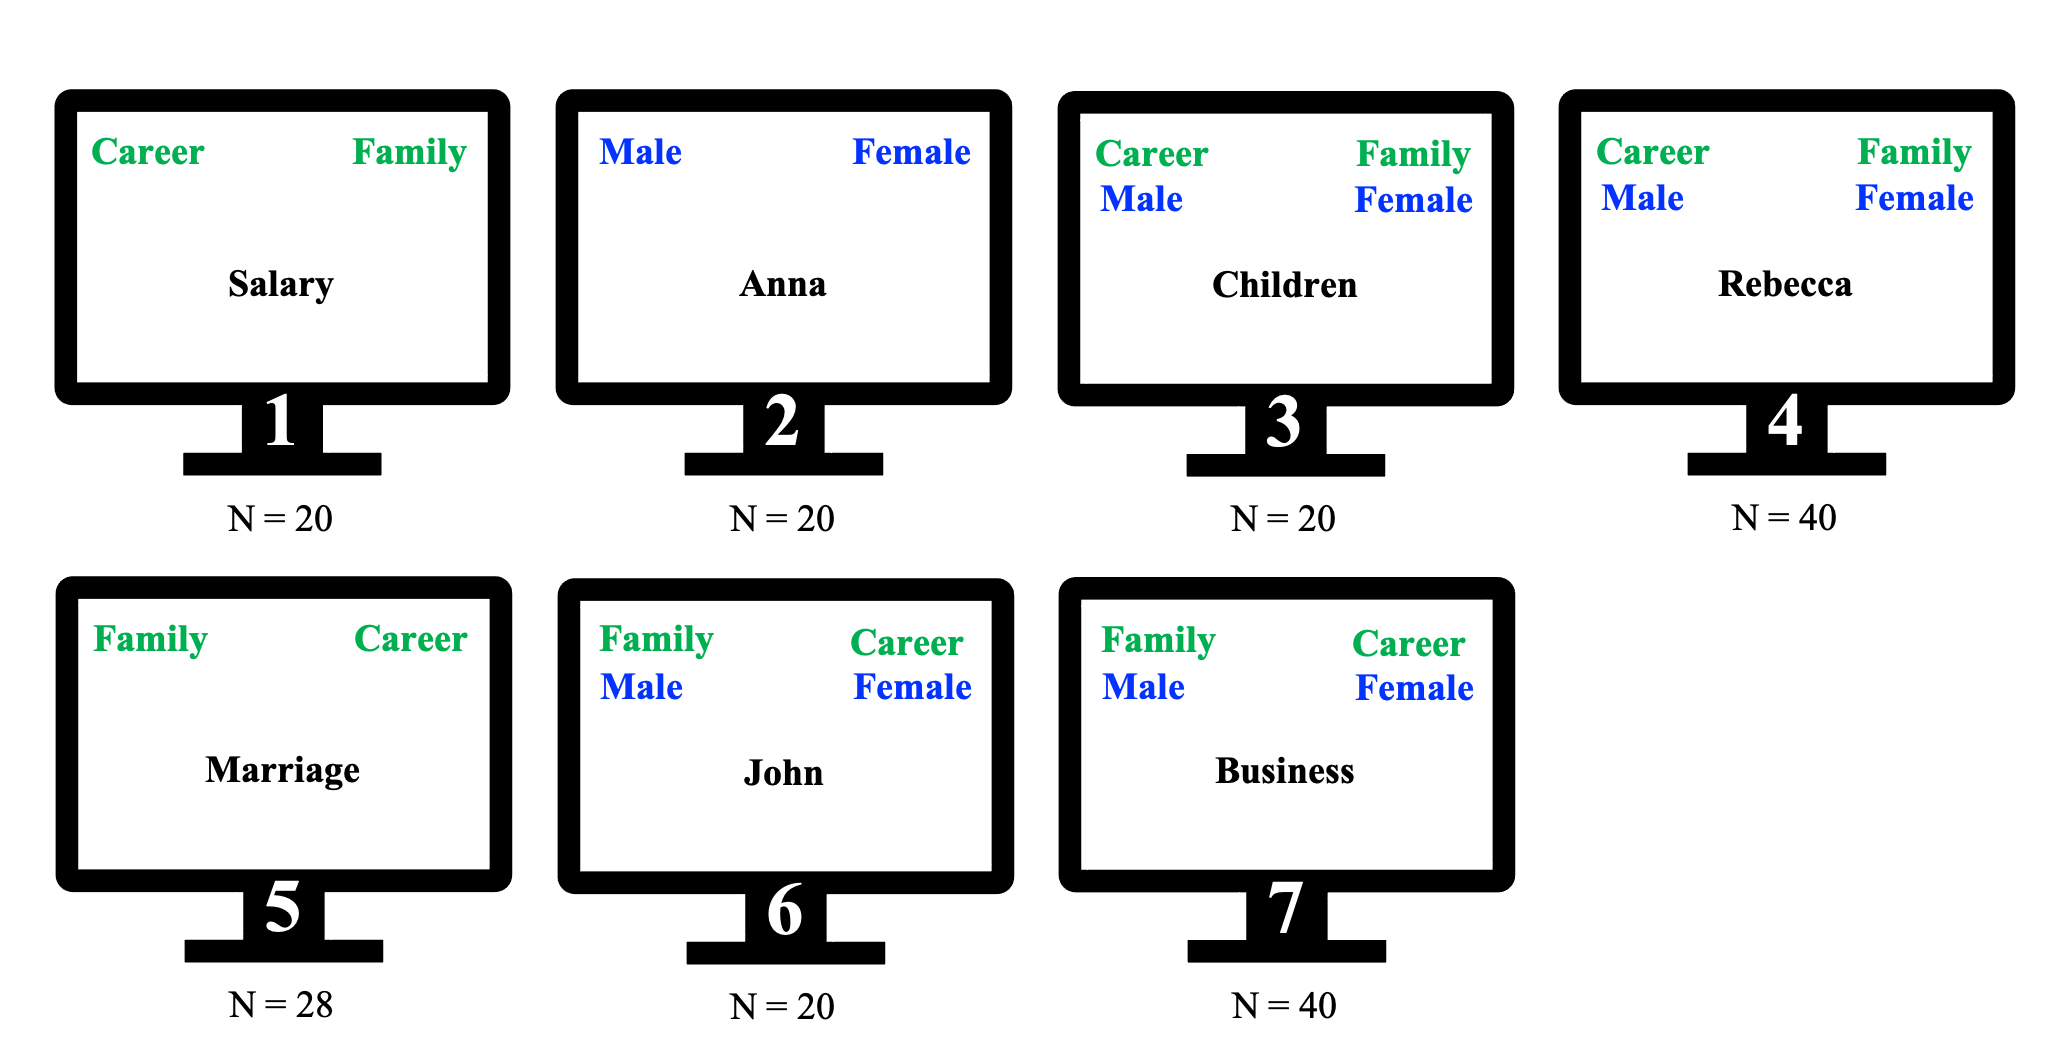 Career Family
Salary
1
N = 20
Male Female
Anna
2
N = 20
Career Family
Male Female
Children
3
N = 20
Career Family
Male Female
Rebecca
4
N = 40
Family Career
Marriage
5
N = 28
Family Career
Male Female
John
6
N = 20
Family Career
Male Female
Business
7
N = 40